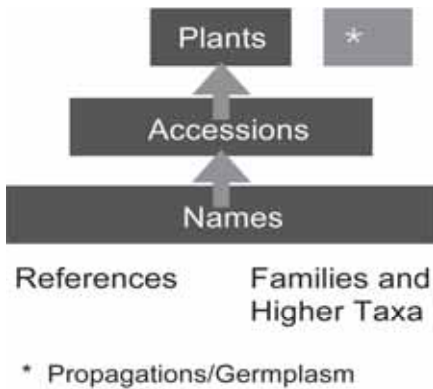 Plants *
Accessions
Names
References Families and
Higher Taxa
* Propagations/Germplasm